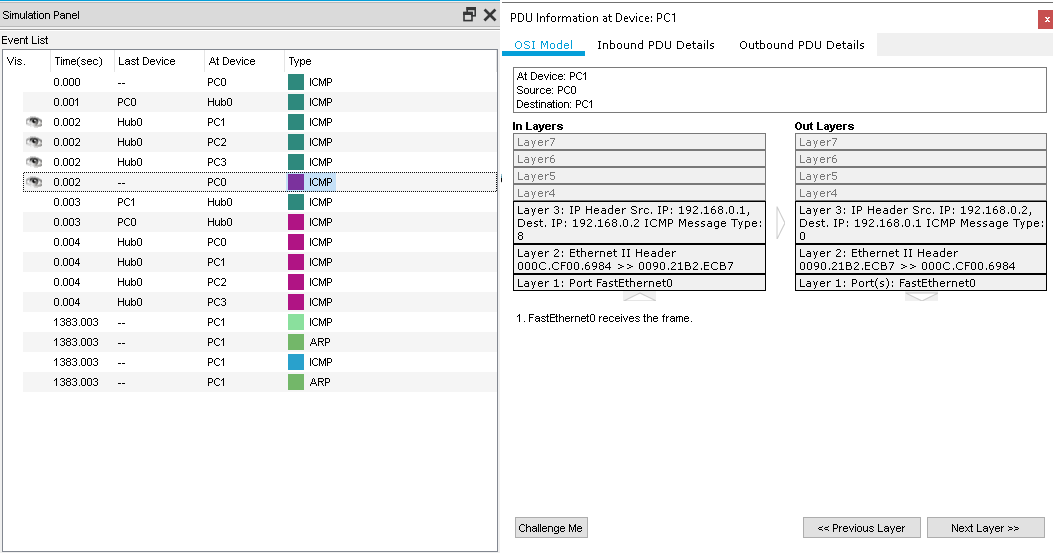 Simulation Panel
Event List
Vis. Time(sec) Last Device At Device Type
0.000 -- PC0 ICMP
0.001 PC0 Hub0 ICMP
0.002 Hub0 PC1 ICMP
0.002 Hub0 PC2 ICMP
0.002 Hub0 PC3 ICMP
0.002 -- PC0 ICMP
0.003 PC1 Hub0 ICMP
0.003 PC0 Hub0 ICMP
0.004 Hub0 PC0 ICMP
0.004 Hub0 PC1 ICMP
0.004 Hub0 PC2 ICMP
0.004 Hub0 PC3 ICMP
1383.003 -- PC1 ICMP
1383.003 -- PC1 ARP
1383.003 -- PC1 ICMP
1383.003 -- PC1 ARP
PDU Information at Device: PC1
x
OSI Model Inbound PDU Details Outbound PDU Details
At Device: PC1
Source: PC0
Destination: PC1
In Layers
Layer7
Layer6
Layer5
Layer4
Layer 3: IP Header Src. IP: 192.168.0.1,
Dest. IP: 192.168.0.2 ICMP Message Type:
8
Layer 2: Ethernet II Header
000C.CF00.6984 >> 0090.21B2.ECB7
Layer 1: Port FastEthernet0
Out Layers
Layer7
Layer6
Layer5
Layer4
Layer 3: IP Header Src. IP: 192.168.0.2,
Dest. IP: 192.168.0.1 ICMP Message Type:
0
Layer 2: Ethernet II Header
0090.21B2.ECB7 >> 000C.CF00.6984
Layer 1: Port(s): FastEthernet0
1. FastEthernet0 receives the frame.
Challenge Me
<< Previous Layer
Next Layer >>